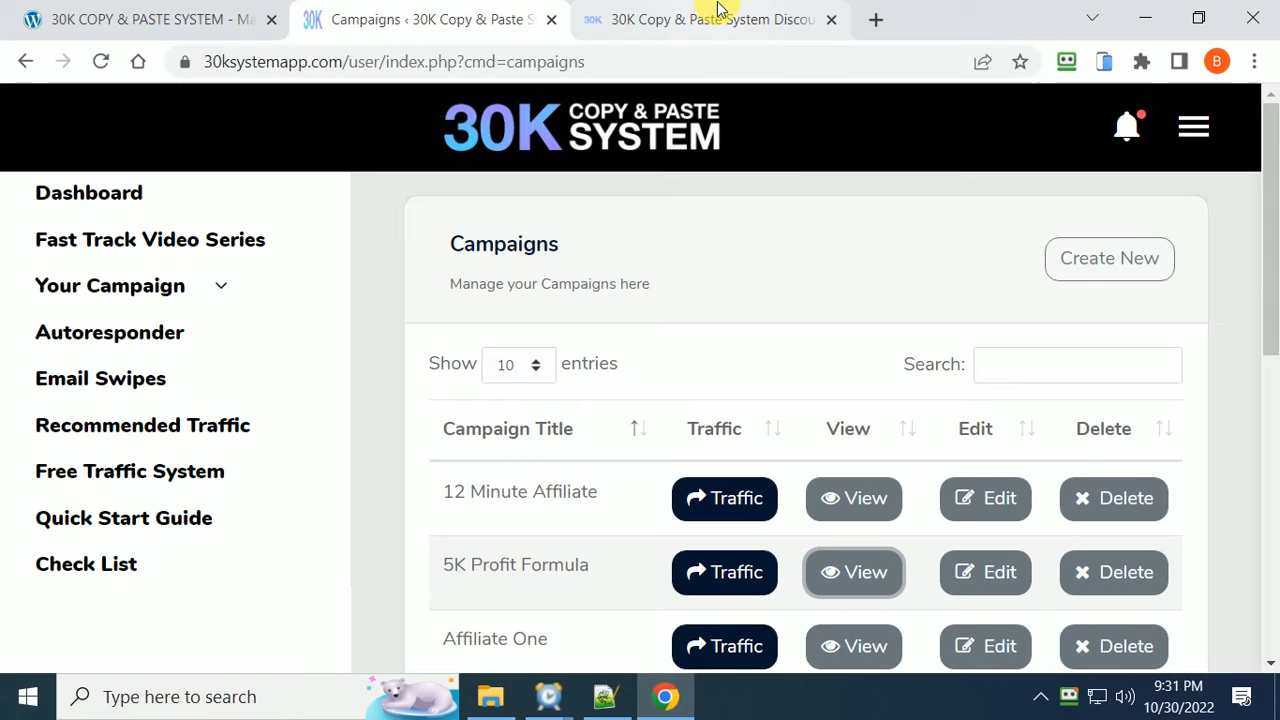 30K COPY & PASTE SYSTEM - Ma
Campaigns ‹ 30K Copy & Paste S
30K Copy & Paste System Discou
30ksystemapp.com/user/index.php?cmd=campaigns
B
30K COPY & PASTE SYSTEM
Dashboard
Fast Track Video Series
Your Campaign
Autoresponder
Email Swipes
Recommended Traffic
Free Traffic System
Quick Start Guide
Check List
Campaigns
Manage your Campaigns here
Create New
Show 10 entries
Search:
Campaign Title Traffic View Edit Delete
12 Minute Affiliate Traffic View Edit Delete
5K Profit Formula Traffic View Edit Delete
Affiliate One Traffic View Edit Delete
Type here to search
9:31 PM
10/30/2022